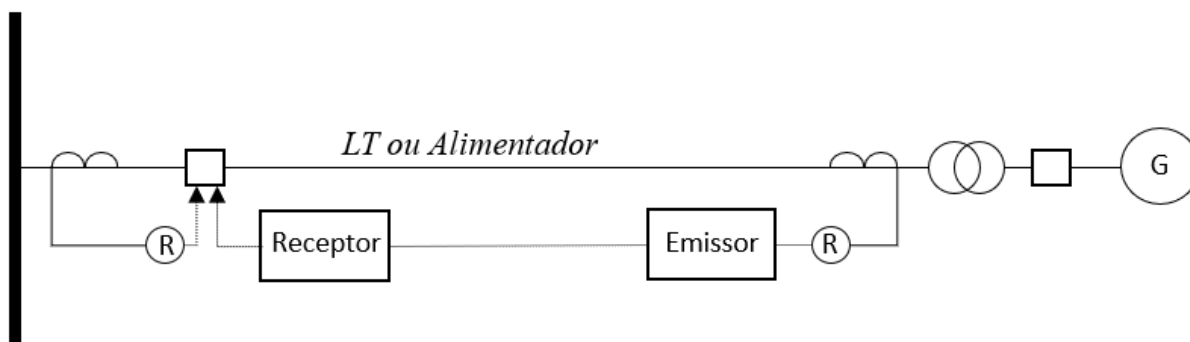 LT ou Alimentador
G
R
Receptor
Emissor
R